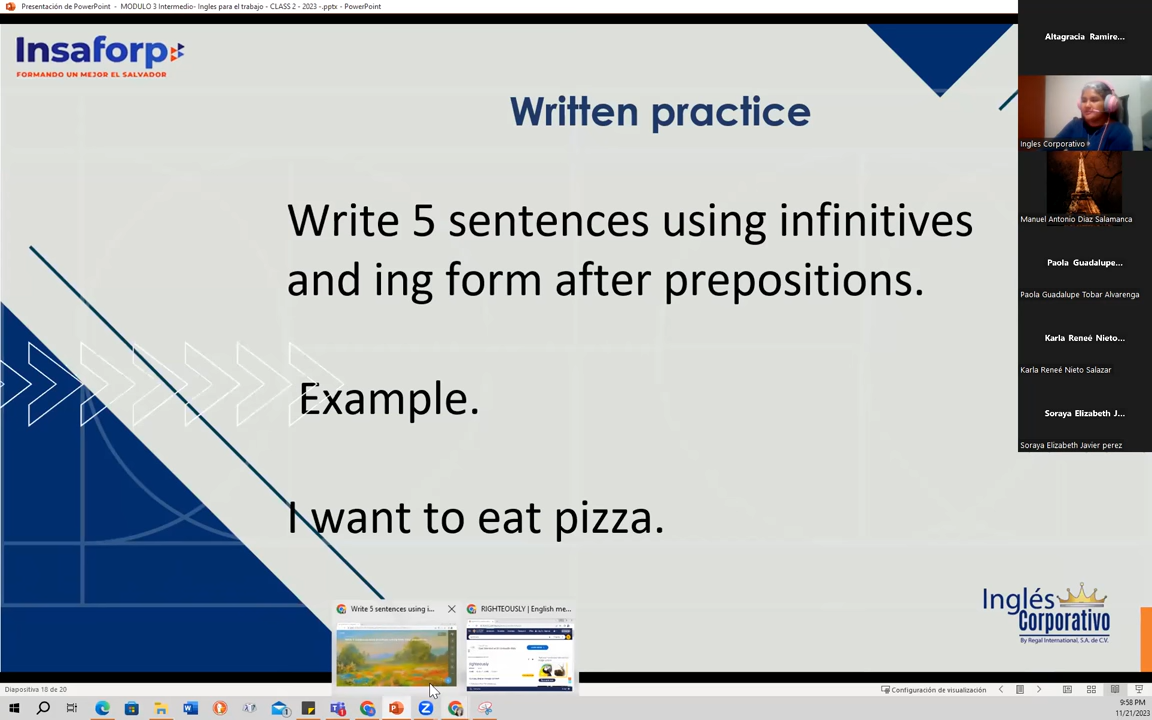 Presentación de PowerPoint - MODULO 3 Intermedio- Ingles para el trabajo - CLASS 2 - 2023 -.pptx - PowerPoint
Insaforp
FORMANDO UN MEJOR EL SALVADOR
Written practice
Write 5 sentences using infinitives
and ing form after prepositions.
Example.
I want to eat pizza.
Altagracia Ramire...
Ingles Corporativo
Manuel Antonio Diaz Salamanca
Paola Guadalupe...
Paola Guadalupe Tobar Alvarenga
Karla Reneé Nieto...
Karla Reneé Nieto Salazar
Soraya Elizabeth J...
Soraya Elizabeth Javier perez
Inglés
Corporativo
By Regal International, S.A. de C.V.
Write 5 sentences using i...
RIGHTEOUSLY | English me...
Diapositiva 18 de 20
Configuración de visualización
9:58 PM
11/21/2023